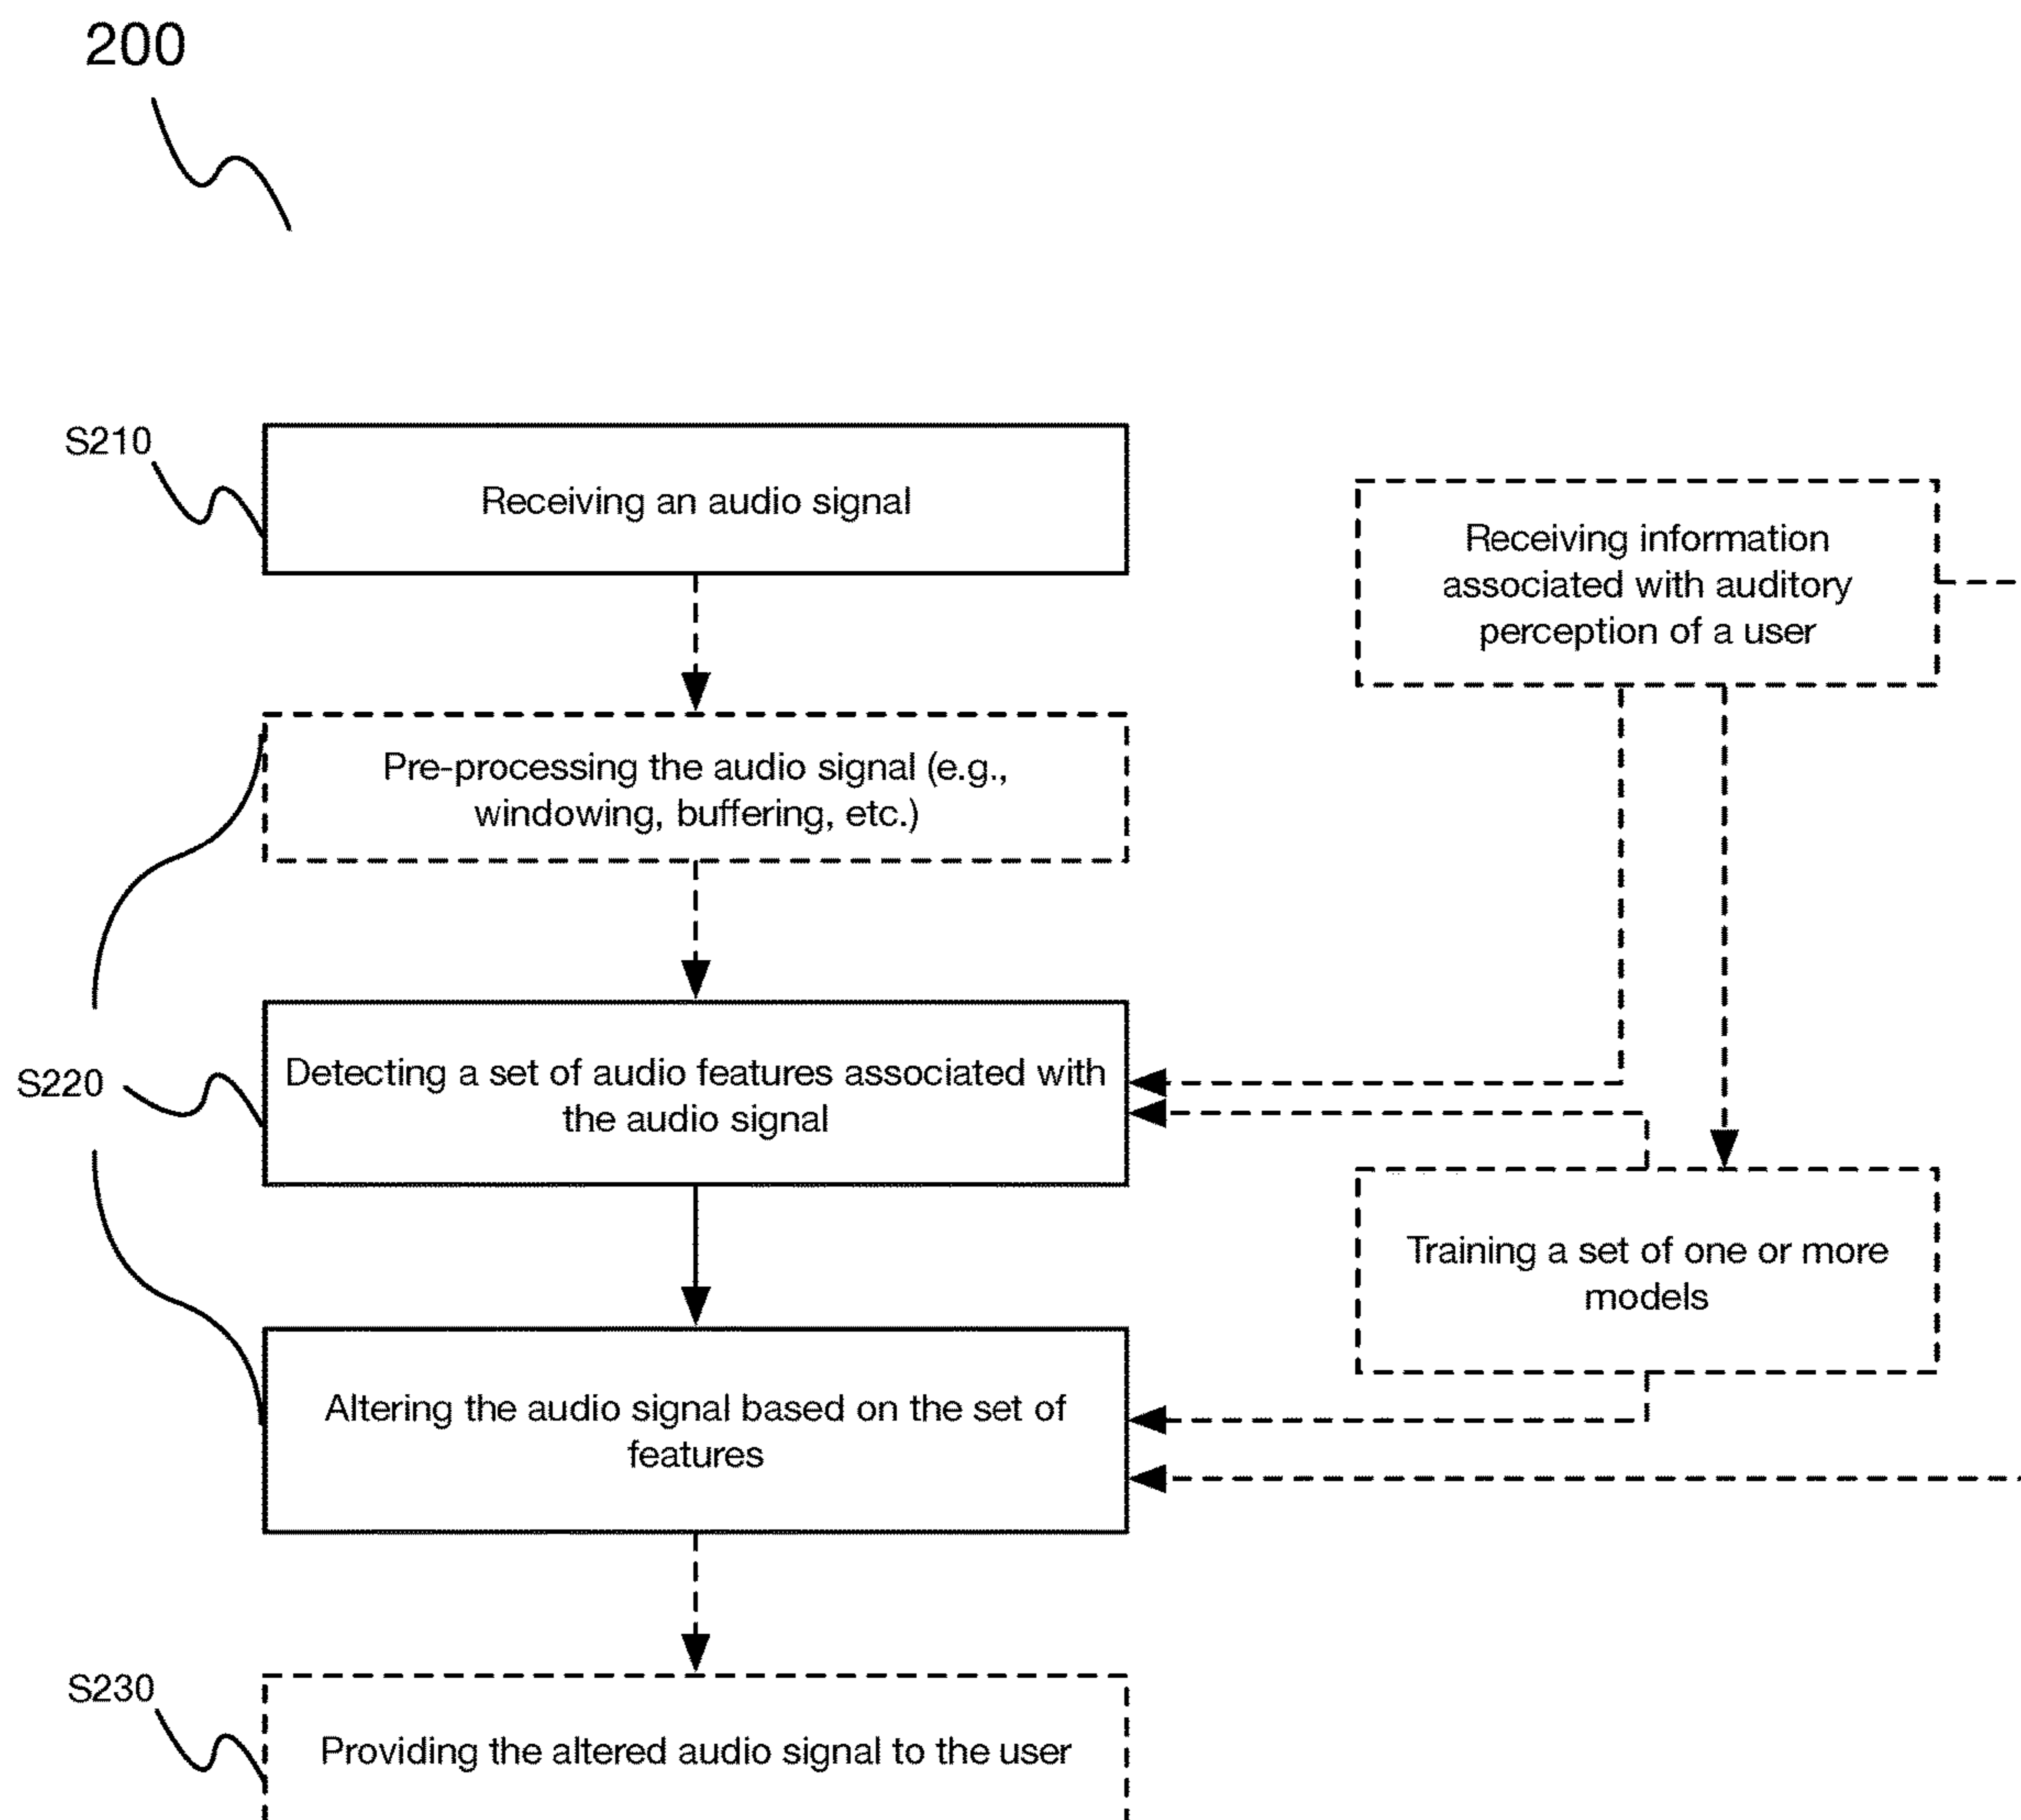 200
S210
Receiving an audio signal
Receiving information
associated with auditory
perception of a user
Pre-processing the audio signal (e.g.,
windowing, buffering, etc.)
S220
Detecting a set of audio features associated with
the audio signal
Training a set of one or more
models
Altering the audio signal based on the set of
features
S230
Providing the altered audio signal to the user